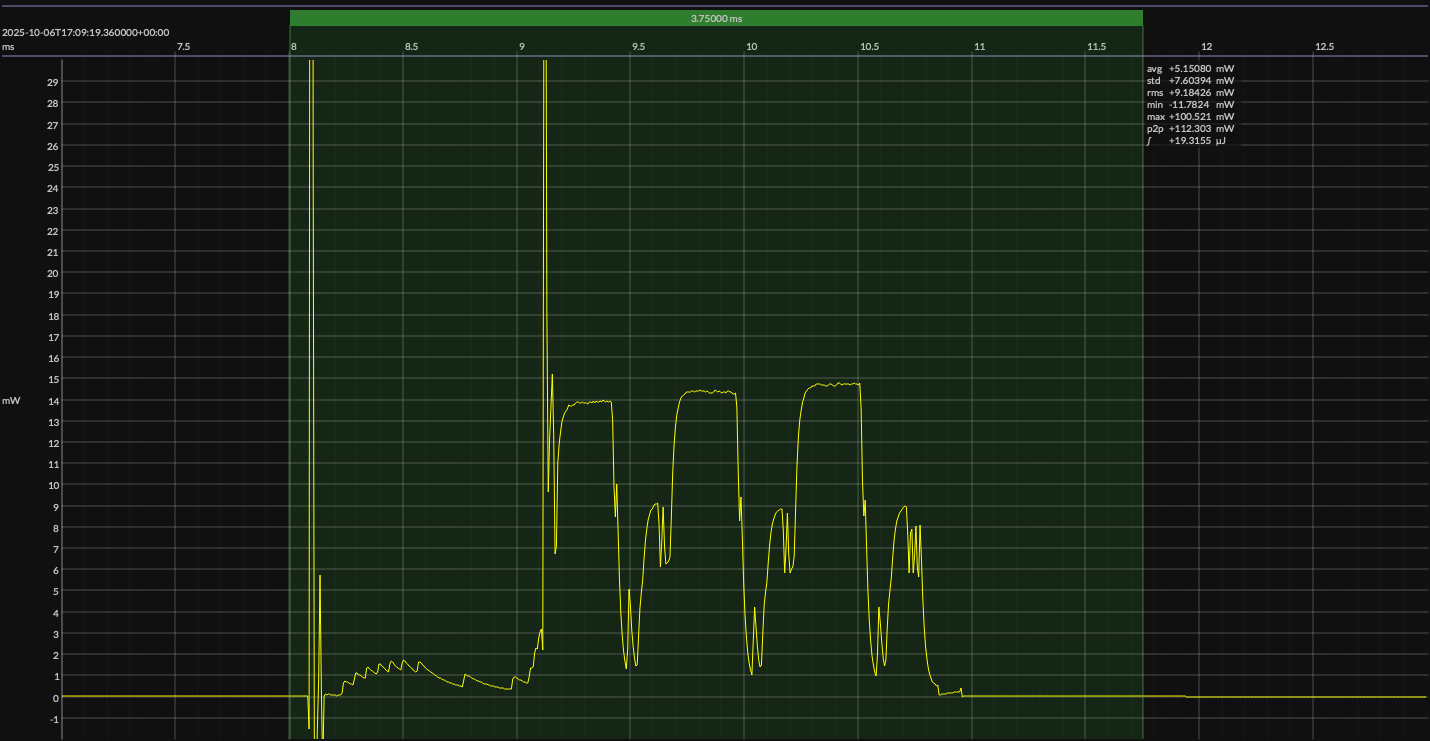 3.75000 ms
2025-10-06T17:09:19.360000+00:00
ms 7.5 8 8.5 9 9.5 10 10.5 11 11.5 12 12.5
avg +5.15080 mW
std +7.60394 mW
rms +9.18426 mW
min -11.7824 mW
max +100.521 mW
p2p +112.303 mW
∫ +19.3155 µJ
29
28
27
26
25
24
23
22
21
20
19
18
17
16
15
mW 14
13
12
11
10
9
8
7
6
5
4
3
2
1
0
-1